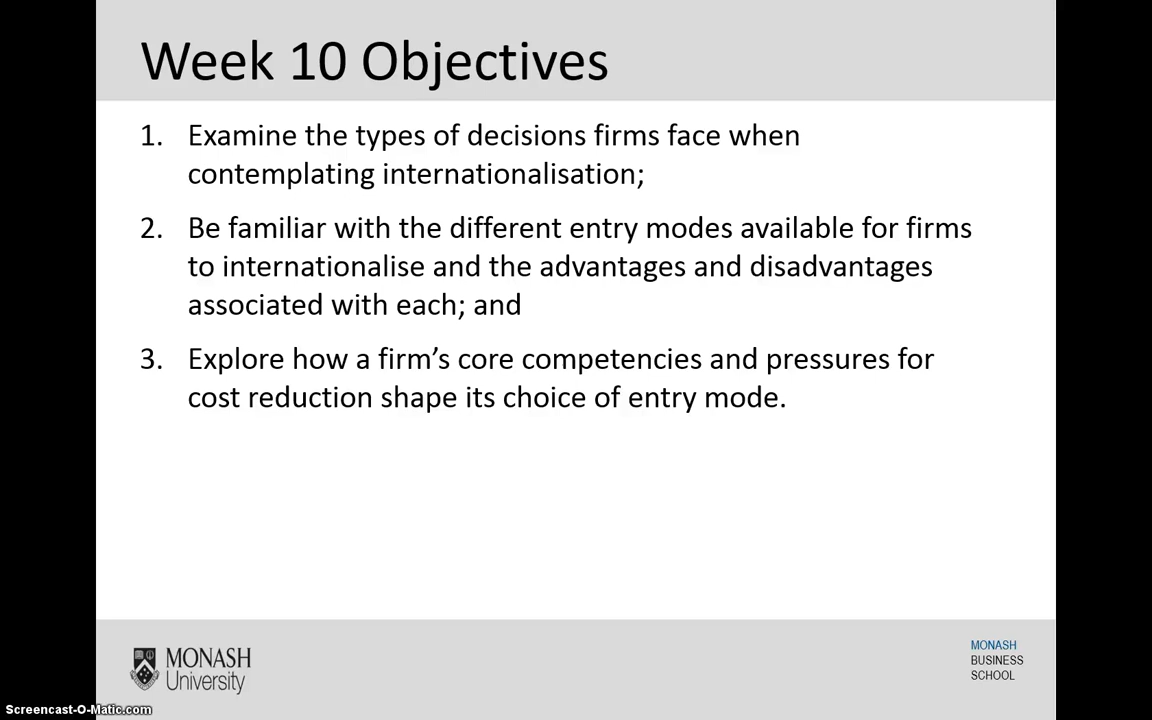 Week 10 Objectives
1. Examine the types of decisions firms face when
contemplating internationalisation;
2. Be familiar with the different entry modes available for firms
to internationalise and the advantages and disadvantages
associated with each; and
3. Explore how a firm’s core competencies and pressures for
cost reduction shape its choice of entry mode.
MONASH
University
MONASH
BUSINESS
SCHOOL
Screencast-O-Matic.com